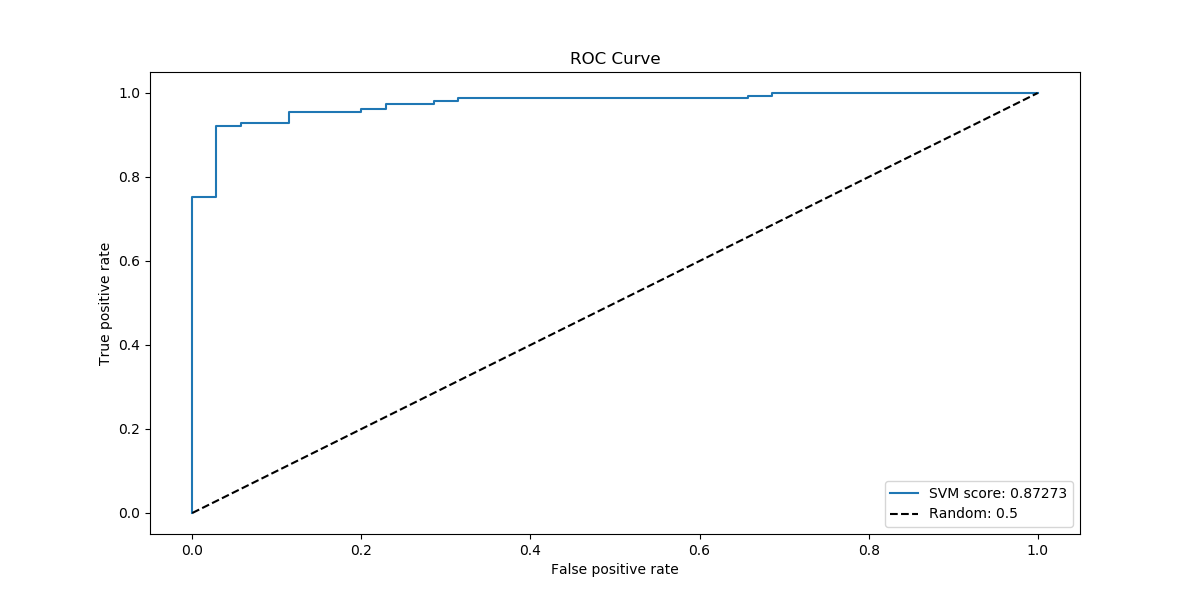 ROC Curve
1.0
0.8
0.6
0.4
0.2
0.0
True positive rate
0.0 0.2 0.4 0.6 0.8 1.0
False positive rate
SVM score: 0.87273
Random: 0.5